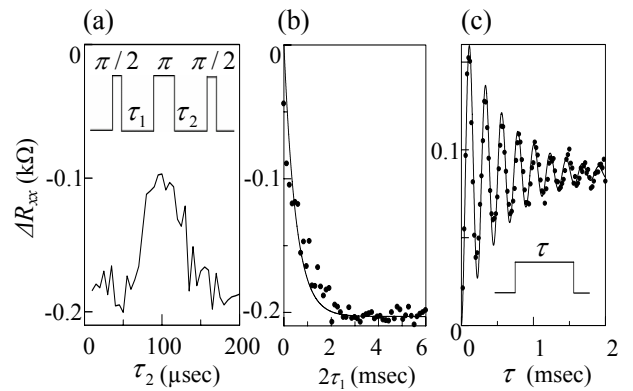 (a)
(b)
(c)
0
π/2 π π/2
τ₁ τ₂
-0.1
-0.2
ΔRxx (kΩ)
0 100 200
τ₂ (μsec)
0
-0.1
-0.2
0 2 4 6
2τ₁ (msec)
0.1
0
τ
0 1 2
τ (msec)